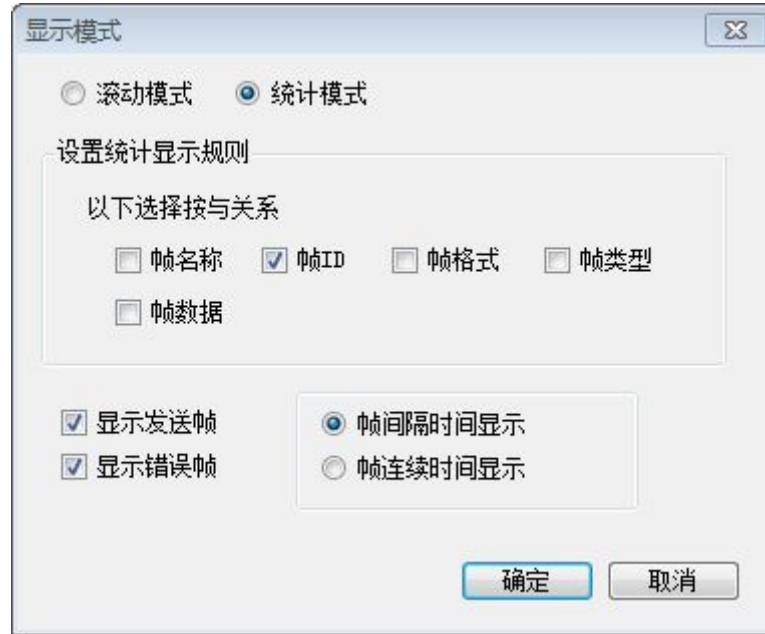 显示模式
滚动模式 统计模式
设置统计显示规则
以下选择按与关系
帧名称 帧ID 帧格式 帧类型
帧数据
显示发送帧
显示错误帧
帧间隔时间显示
帧连续时间显示
确定 取消